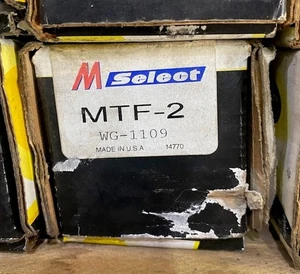 M Select
MTF-2
WG-1109
MADE IN U.S.A 14770